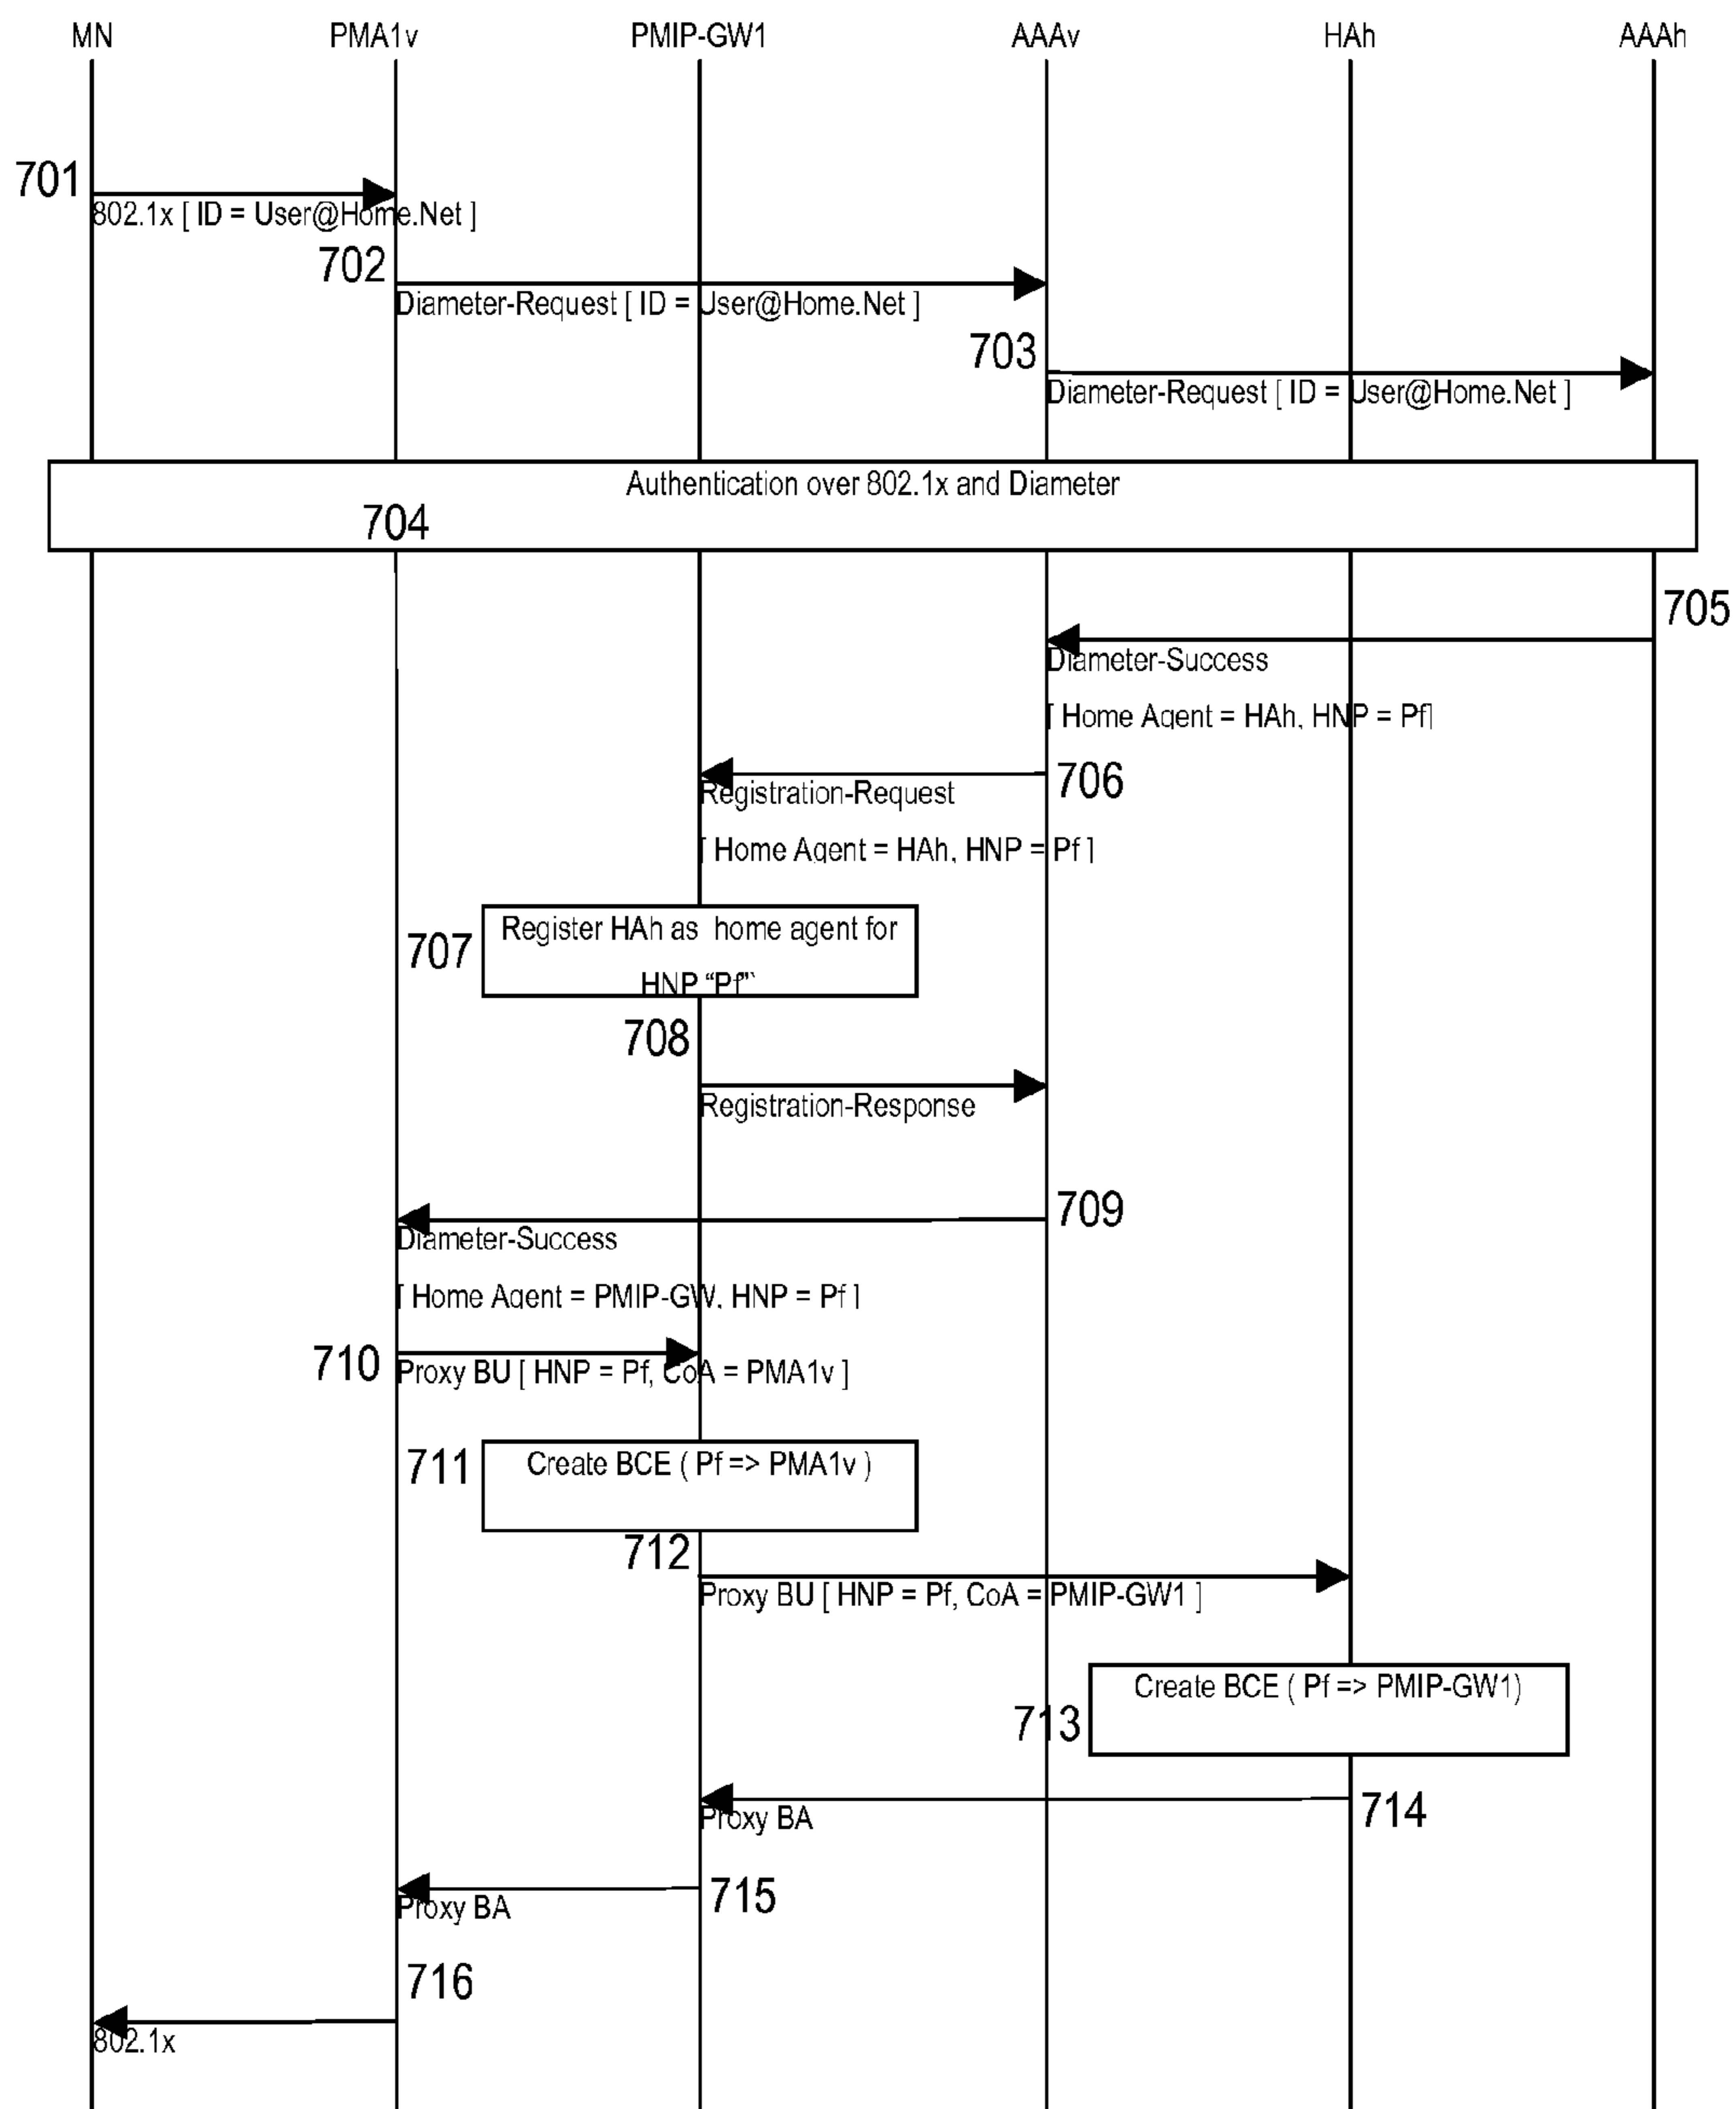 MN PMA1v PMIP-GW1 AAAv HAh AAAh
701
802.1x [ ID = User@Home.Net ]
702
Diameter-Request [ ID = User@Home.Net ]
703
Diameter-Request [ ID = User@Home.Net ]
Authentication over 802.1x and Diameter
704
705
Diameter-Success
[ Home Agent = HAh, HNP = Pf]
706
Registration-Request
[ Home Agent = HAh, HNP = Pf ]
707
Register HAh as home agent for
HNP “Pf”`
708
Registration-Response
709
Diameter-Success
[ Home Agent = PMIP-GW, HNP = Pf ]
710
Proxy BU [ HNP = Pf, CoA = PMA1v ]
711
Create BCE ( Pf => PMA1v )
712
Proxy BU [ HNP = Pf, CoA = PMIP-GW1 ]
Create BCE ( Pf => PMIP-GW1)
713
714
Proxy BA
715
Proxy BA
716
802.1x